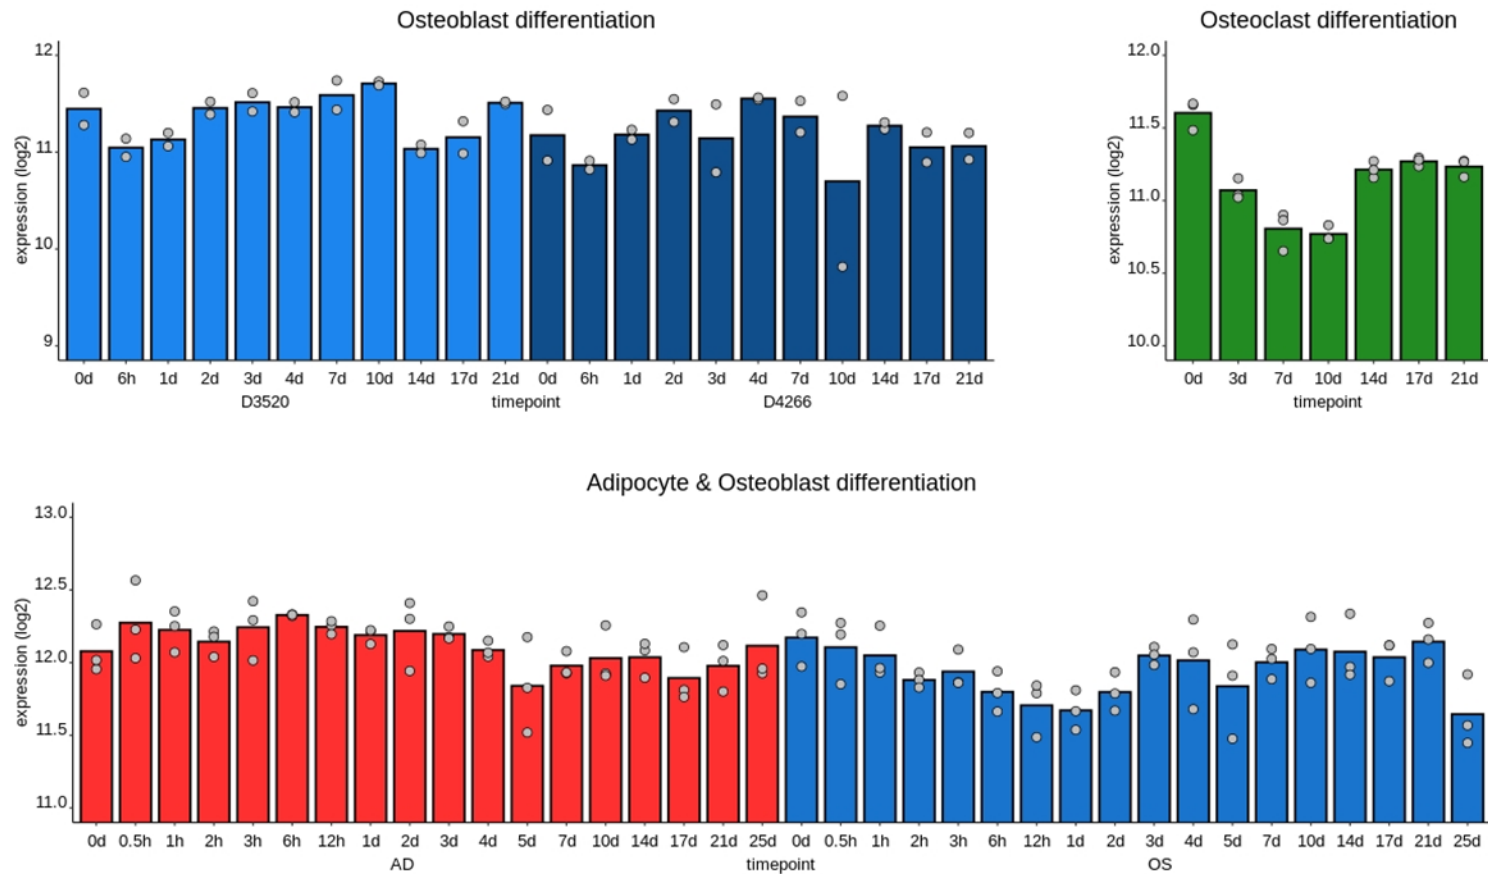 Osteoblast differentiation
Osteoclast differentiation
expression (log2)
12
11
10
9
0d 6h 1d 2d 3d 4d 7d 10d 14d 17d 21d 0d 6h 1d 2d 3d 4d 7d 10d 14d 17d 21d
D3520 timepoint D4266
expression (log2)
12.0
11.5
11.0
10.5
10.0
0d 3d 7d 10d 14d 17d 21d
timepoint
Adipocyte & Osteoblast differentiation
expression (log2)
13.0
12.5
12.0
11.5
11.0
0d 0.5h 1h 2h 3h 6h 12h 1d 2d 3d 4d 5d 7d 10d 14d 17d 21d 25d 0d 0.5h 1h 2h 3h 6h 12h 1d 2d 3d 4d 5d 7d 10d 14d 17d 21d 25d
AD timepoint OS